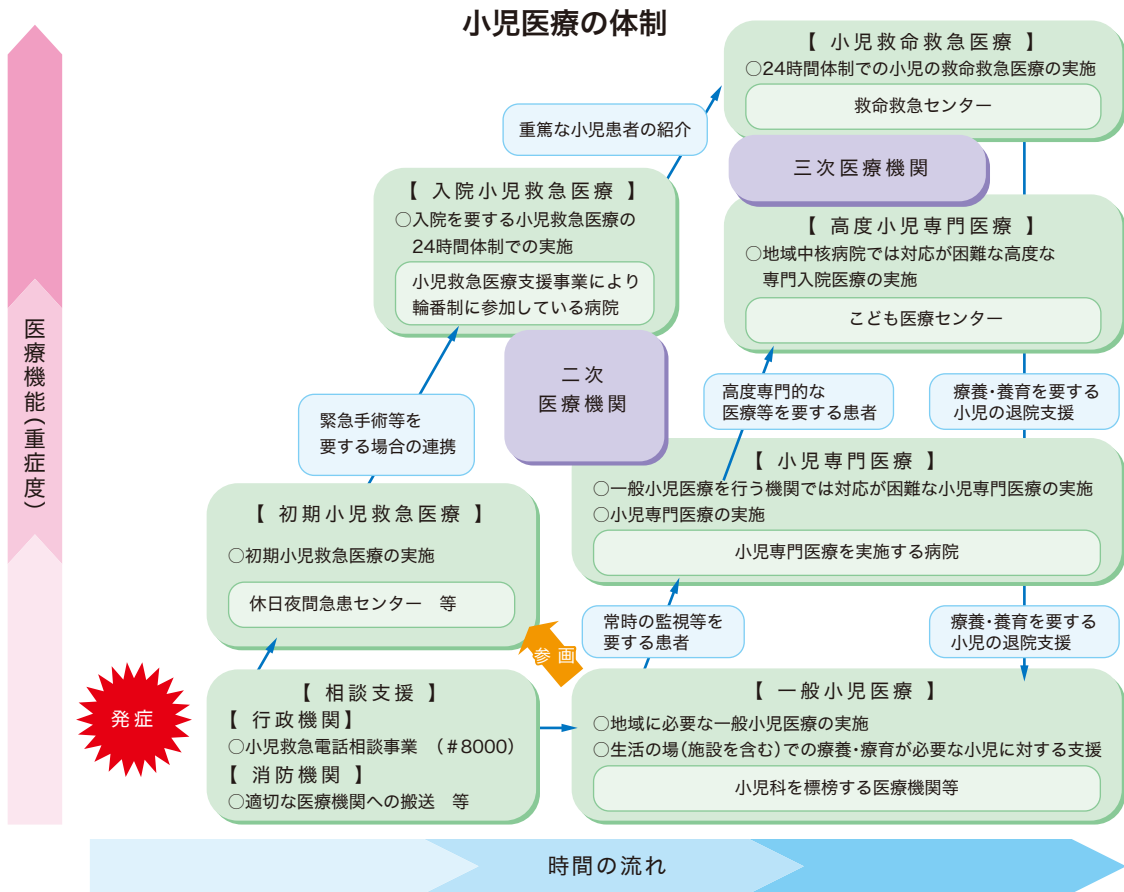 小児医療の体制
【 小児救命救急医療 】
○24時間体制での小児の救命救急医療の実施
救命救急センター
重篤な小児患者の紹介
三次医療機関
【 入院小児救急医療 】
○入院を要する小児救急医療の
24時間体制での実施
小児救急医療支援事業により
輪番制に参加している病院
【 高度小児専門医療 】
○地域中核病院では対応が困難な高度な
専門入院医療の実施
こども医療センター
医療機能(重症度)
二次
医療機関
高度専門的な
医療等を要する患者
療養・養育を要する
小児の退院支援
緊急手術等を
要する場合の連携
【 小児専門医療 】
○一般小児医療を行う機関では対応が困難な小児専門医療の実施
○小児専門医療の実施
小児専門医療を実施する病院
【 初期小児救急医療 】
○初期小児救急医療の実施
休日夜間急患センター　等
参画
常時の監視等を
要する患者
療養・養育を要する
小児の退院支援
発症
【 相談支援 】
【 行政機関】
○小児救急電話相談事業　(#8000)
【 消防機関 】
○適切な医療機関への搬送　等
【 一般小児医療 】
○地域に必要な一般小児医療の実施
○生活の場(施設を含む)での療養・療育が必要な小児に対する支援
小児科を標榜する医療機関等
時間の流れ